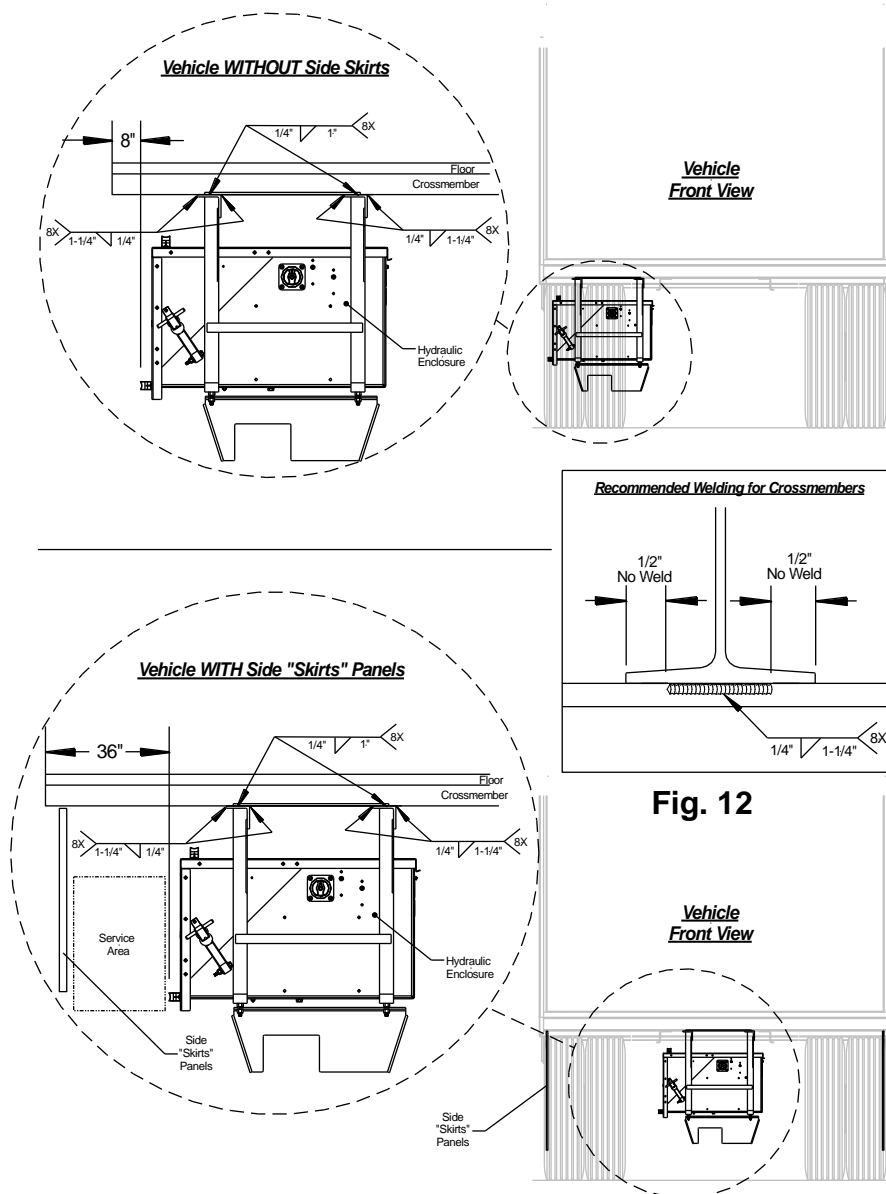 Vehicle WITHOUT Side Skirts
8"
1/4"
1"
8X
Floor
Crossmember
8X
1-1/4"
1/4"
1/4"
1-1/4"
8X
Hydraulic
Enclosure
Vehicle
Front View
Recommended Welding for Crossmembers
1/2"
No Weld
1/2"
No Weld
1/4"
1-1/4"
8X
Fig. 12
Vehicle WITH Side "Skirts" Panels
36"
1/4"
1"
8X
Floor
Crossmember
8X
1-1/4"
1/4"
1/4"
1-1/4"
8X
Service
Area
Hydraulic
Enclosure
Side
"Skirts"
Panels
Vehicle
Front View
Side
"Skirts"
Panels